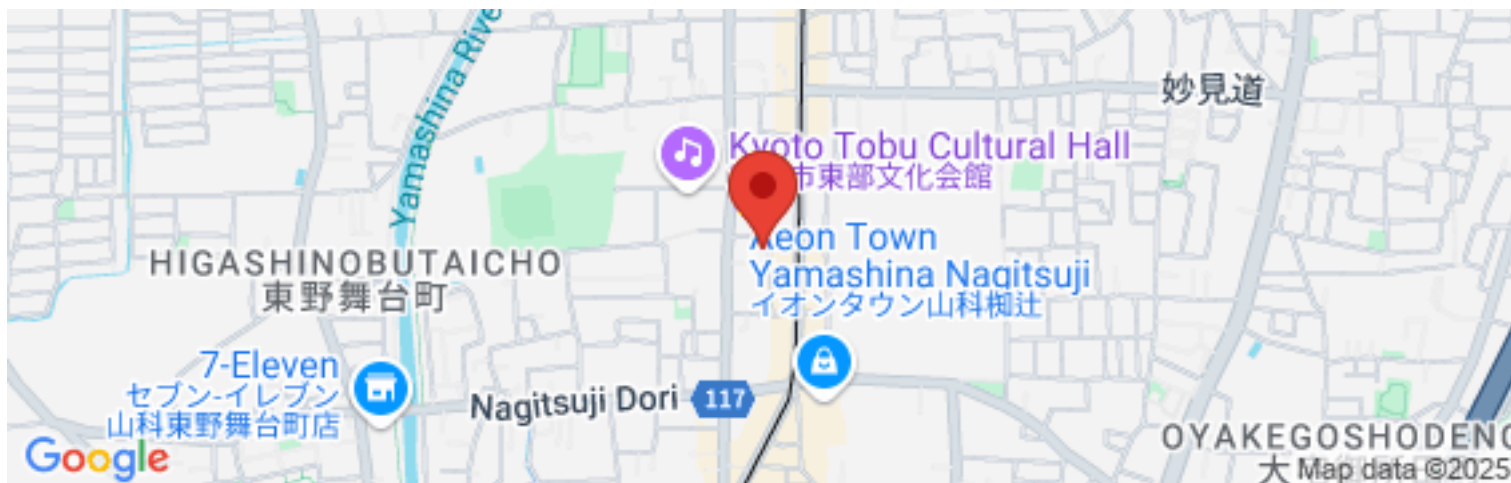 Yamashina Rive
妙見道
Kyoto Tobu Cultural Hall
市東部文化会館
Aeon Town
Yamashina Nagitsuji
イオンタウン山科椥辻
HIGASHINOBUTAICHO
東野舞台町
7-Eleven
セブン-イレブン
山科東野舞台町店
Nagitsuji Dori
117
OYAKEGOSHODENO
大
Google
Map data ©2025